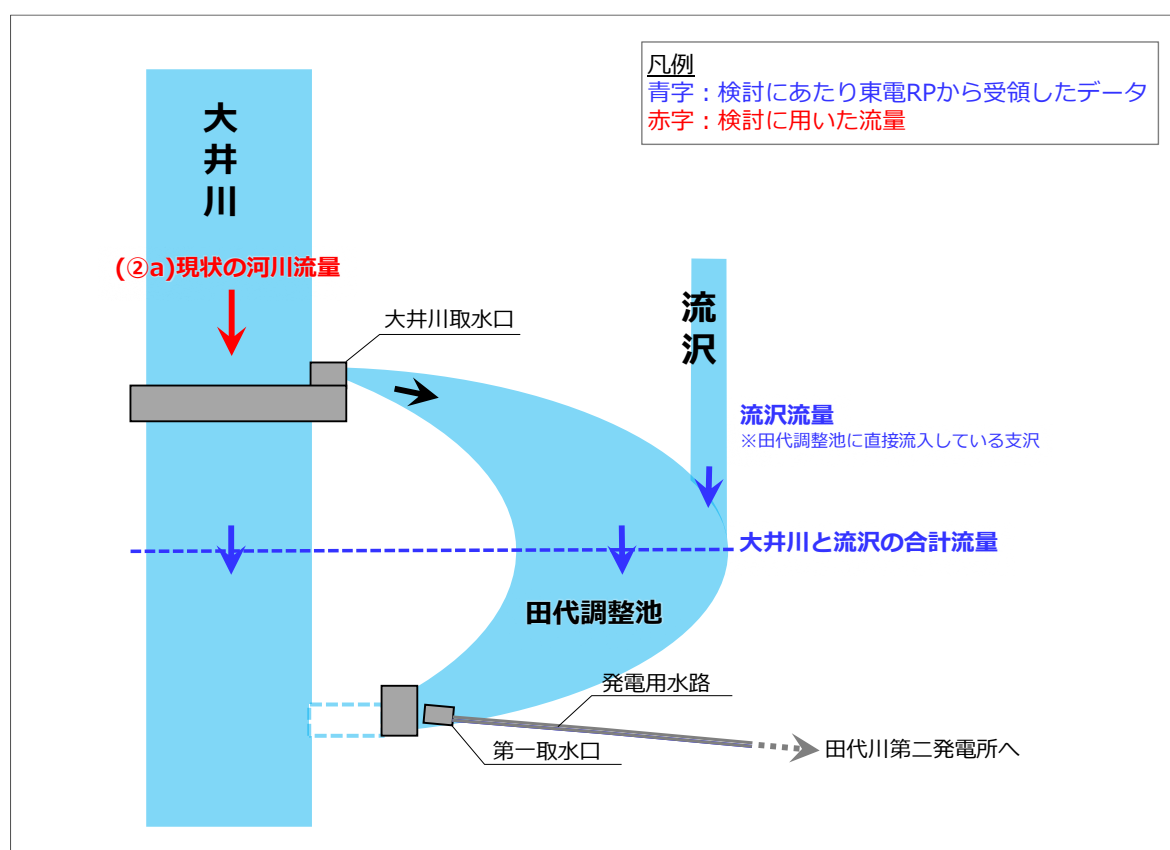 凡例
青字：検討にあたり東電RPから受領したデータ
赤字：検討に用いた流量
大井川
(②a)現状の河川流量
大井川取水口
流沢
流沢流量
※田代調整池に直接流入している支沢
大井川と流沢の合計流量
田代調整池
発電用水路
第一取水口
田代川第二発電所へ